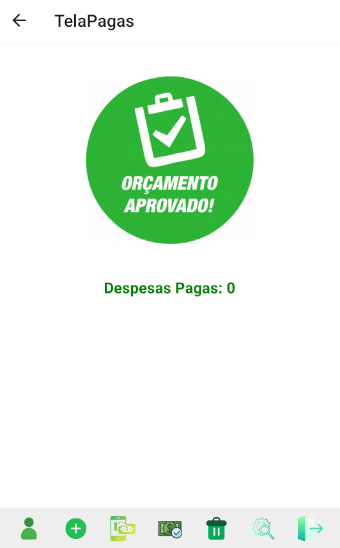 TelaPagas
ORÇAMENTO
APROVADO!
Despesas Pagas: 0